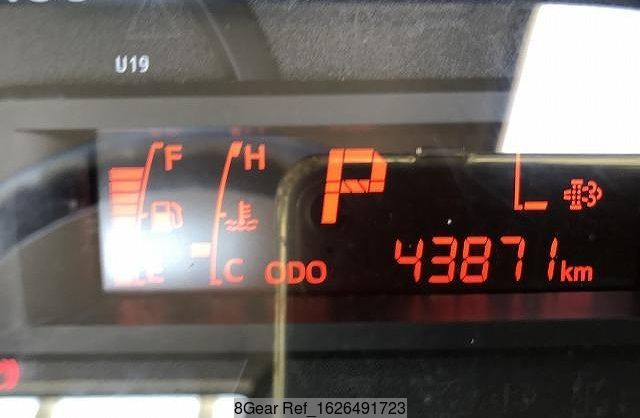 U19
F H P L
E C ODO 43871 km
8Gear Ref_1626491723